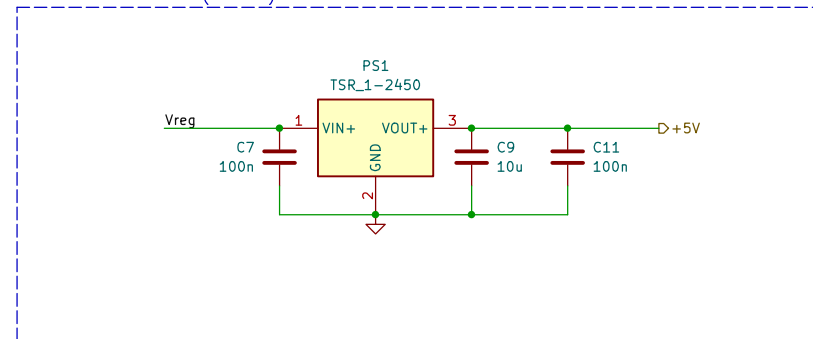 PS1
TSR_1-2450
Vreg
1
VIN+
VOUT+
3
+5V
GND
2
C7
100n
C9
10u
C11
100n